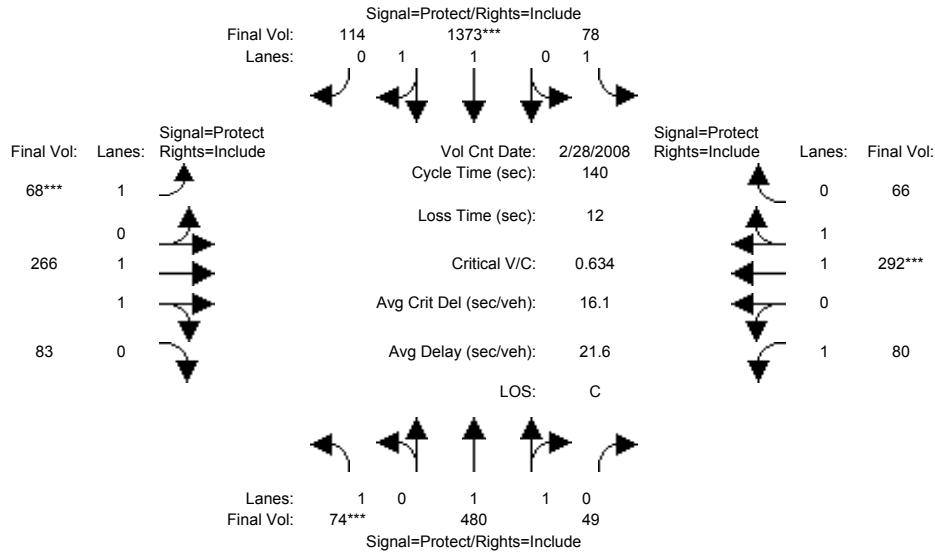 Signal=Protect/Rights=Include
Final Vol: 114 1373*** 78
Lanes: 0 1 1 0 1
Signal=Protect Signal=Protect
Final Vol: Lanes: Rights=Include Vol Cnt Date: 2/28/2008 Rights=Include Lanes: Final Vol:
Cycle Time (sec): 140
68*** 1 0 66
Loss Time (sec): 12
0 1
266 1 Critical V/C: 0.634 1 292***
1 Avg Crit Del (sec/veh): 16.1 0
83 0 Avg Delay (sec/veh): 21.6 1 80
LOS: C
Lanes: 1 0 1 1 0
Final Vol: 74*** 480 49
Signal=Protect/Rights=Include